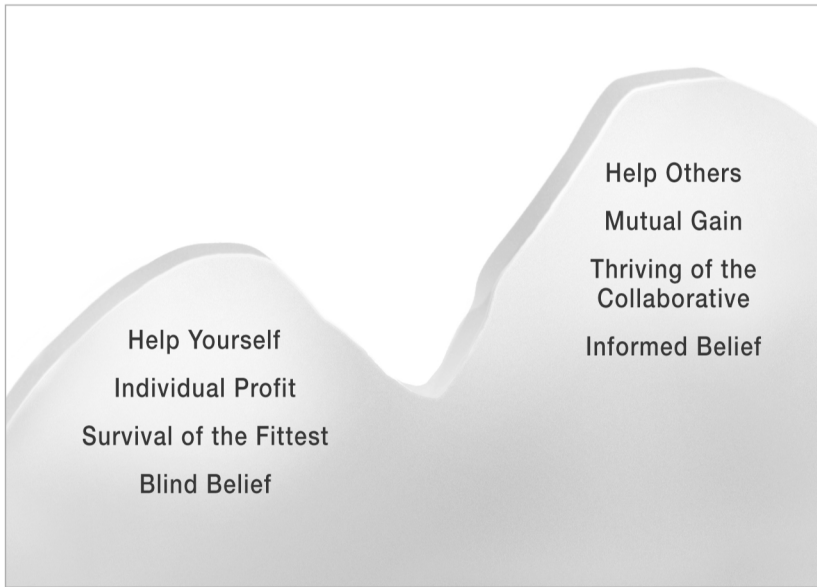 Help Yourself
Individual Profit
Survival of the Fittest
Blind Belief
Help Others
Mutual Gain
Thriving of the
Collaborative
Informed Belief